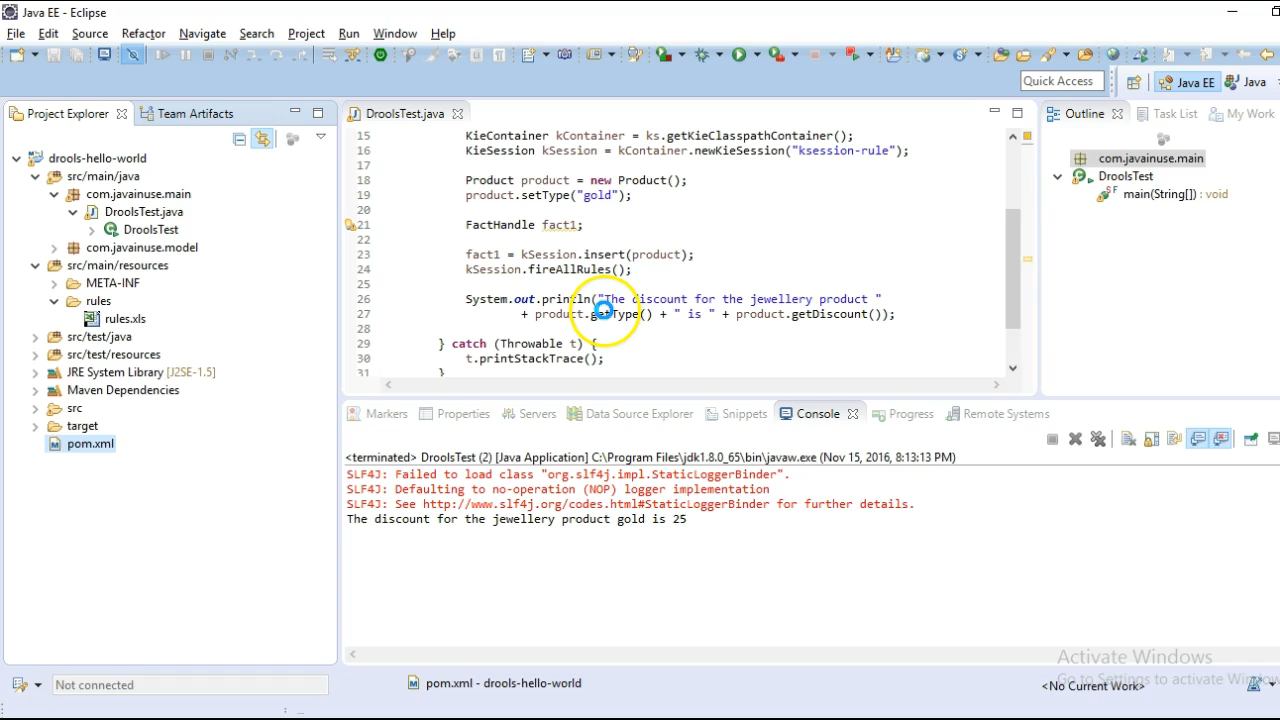 Java EE - Eclipse
File Edit Source Refactor Navigate Search Project Run Window Help
Quick Access
Java EE
Java
Project Explorer
Team Artifacts
drools-hello-world
src/main/java
com.javainuse.main
DroolsTest.java
DroolsTest
com.javainuse.model
src/main/resources
META-INF
rules
rules.xls
src/test/java
src/test/resources
JRE System Library [J2SE-1.5]
Maven Dependencies
src
target
pom.xml
DroolsTest.java
15 KieContainer kContainer = ks.getKieClasspathContainer();
16 KieSession kSession = kContainer.newKieSession("ksession-rule");
17
18 Product product = new Product();
19 product.setType("gold");
20
21 FactHandle fact1;
22
23 fact1 = kSession.insert(product);
24 kSession.fireAllRules();
25
26 System.out.println("The discount for the jewellery product "
27 + product.getType() + " is " + product.getDiscount());
28
29 } catch (Throwable t) {
30 t.printStackTrace();
31 }
Outline
Task List
My Work
com.javainuse.main
DroolsTest
main(String[]) : void
Markers Properties Servers Data Source Explorer Snippets Console Progress Remote Systems
<terminated> DroolsTest (2) [Java Application] C:\Program Files\jdk1.8.0_65\bin\javaw.exe (Nov 15, 2016, 8:13:13 PM)
SLF4J: Failed to load class "org.slf4j.impl.StaticLoggerBinder".
SLF4J: Defaulting to no-operation (NOP) logger implementation
SLF4J: See http://www.slf4j.org/codes.html#StaticLoggerBinder for further details.
The discount for the jewellery product gold is 25
Activate Windows
Go to Settings to activate Window
Not connected
pom.xml - drools-hello-world
<No Current Work>